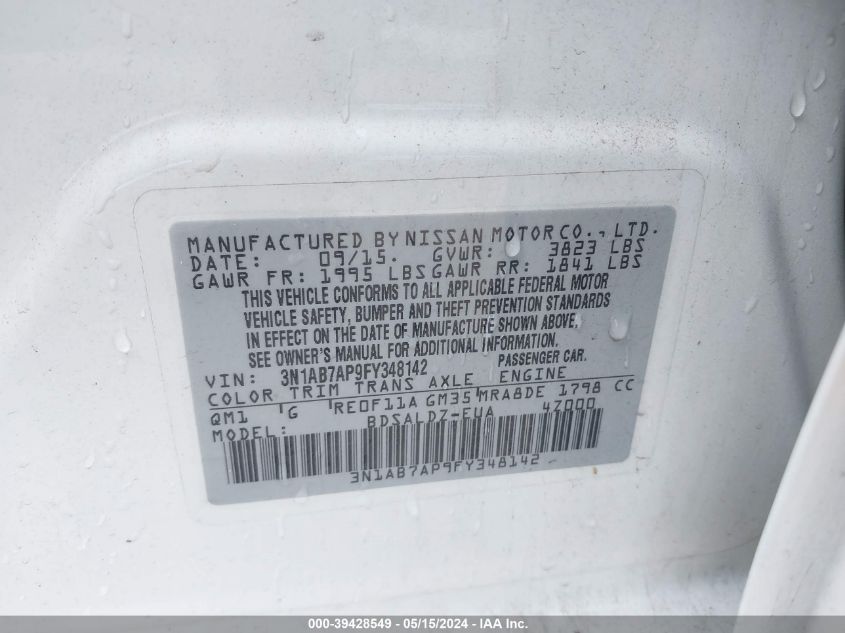 MANUFACTURED BY NISSAN MOTOR CO., LTD.
DATE: 09/15. GVWR: 3823 LBS
GAWR FR: 1995 LBS GAWR RR: 1841 LBS
THIS VEHICLE CONFORMS TO ALL APPLICABLE FEDERAL MOTOR
VEHICLE SAFETY, BUMPER AND THEFT PREVENTION STANDARDS
IN EFFECT ON THE DATE OF MANUFACTURE SHOWN ABOVE.
SEE OWNER'S MANUAL FOR ADDITIONAL INFORMATION.
VIN: 3N1AB7AP9FY348142 PASSENGER CAR.
COLOR TRIM TRANS AXLE ENGINE
QM1 G RE0F11A GM35 MRA8DE 1798 CC
MODEL: BDSALDZ-EUA 4Z000
3N1AB7AP9FY348142
000-39428549 - 05/15/2024 - IAA Inc.